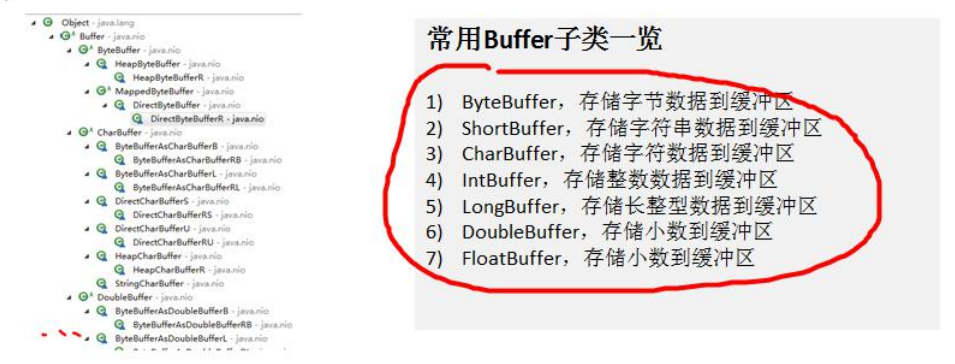 Object - java.lang
Buffer - java.nio
ByteBuffer - java.nio
HeapByteBuffer - java.nio
HeapByteBufferR - java.nio
MappedByteBuffer - java.nio
DirectByteBuffer - java.nio
DirectByteBufferR - java.nio
CharBuffer - java.nio
ByteBufferAsCharBufferB - java.nio
ByteBufferAsCharBufferRB - java.nio
ByteBufferAsCharBufferL - java.nio
ByteBufferAsCharBufferRL - java.nio
DirectCharBufferS - java.nio
DirectCharBufferRS - java.nio
DirectCharBufferU - java.nio
DirectCharBufferRU - java.nio
HeapCharBuffer - java.nio
HeapCharBufferR - java.nio
StringCharBuffer - java.nio
DoubleBuffer - java.nio
ByteBufferAsDoubleBufferB - java.nio
ByteBufferAsDoubleBufferRB - java.nio
ByteBufferAsDoubleBufferL - java.nio
常用Buffer子类一览
1) ByteBuffer，存储字节数据到缓冲区
2) ShortBuffer，存储字符串数据到缓冲区
3) CharBuffer，存储字符数据到缓冲区
4) IntBuffer，存储整数数据到缓冲区
5) LongBuffer，存储长整型数据到缓冲区
6) DoubleBuffer，存储小数到缓冲区
7) FloatBuffer，存储小数到缓冲区